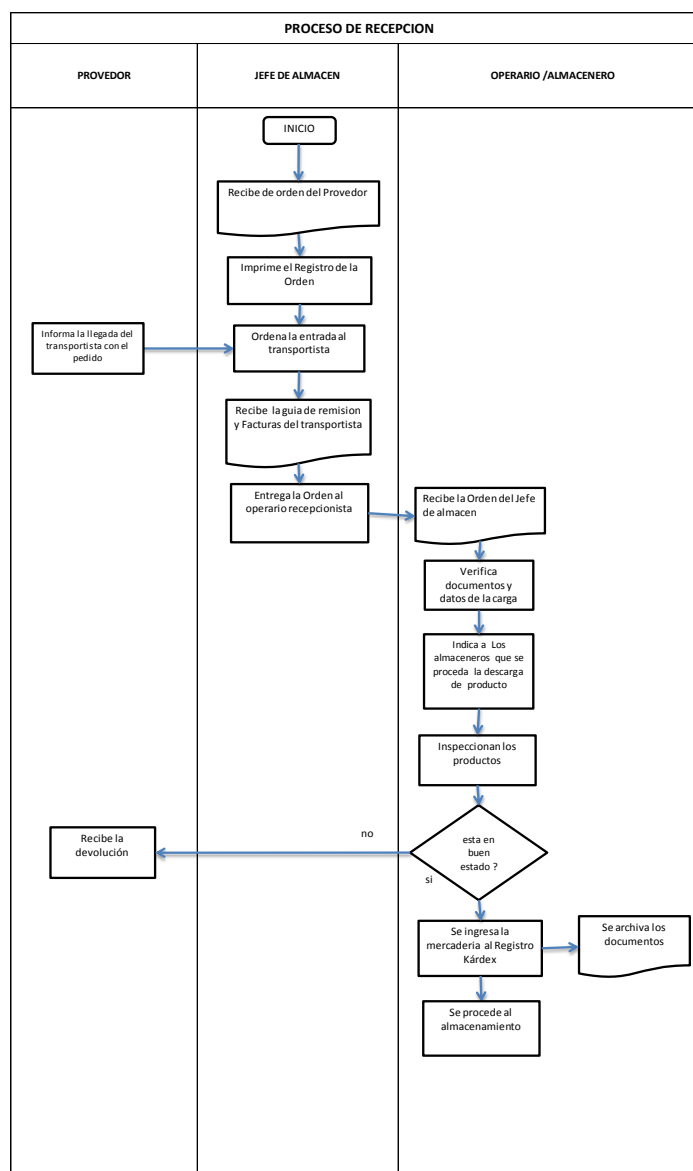 PROCESO DE RECEPCION
PROVEDOR
JEFE DE ALMACEN
OPERARIO /ALMACENERO
INICIO
Recibe de orden del Provedor
Imprime el Registro de la
Orden
Informa la llegada del
transportista con el
pedido
Ordena la entrada al
transportista
Recibe la guia de remision
y Facturas del transportista
Entrega la Orden al
operario recepcionista
Recibe la Orden del Jefe
de almacen
Verifica
documentos y
datos de la carga
Indica a Los
almaceneros que se
proceda la descarga
de producto
Inspeccionan los
productos
esta en
buen
estado ?
no
si
Recibe la
devolución
Se ingresa la
mercaderia al Registro
Kárdex
Se archiva los
documentos
Se procede al
almacenamiento